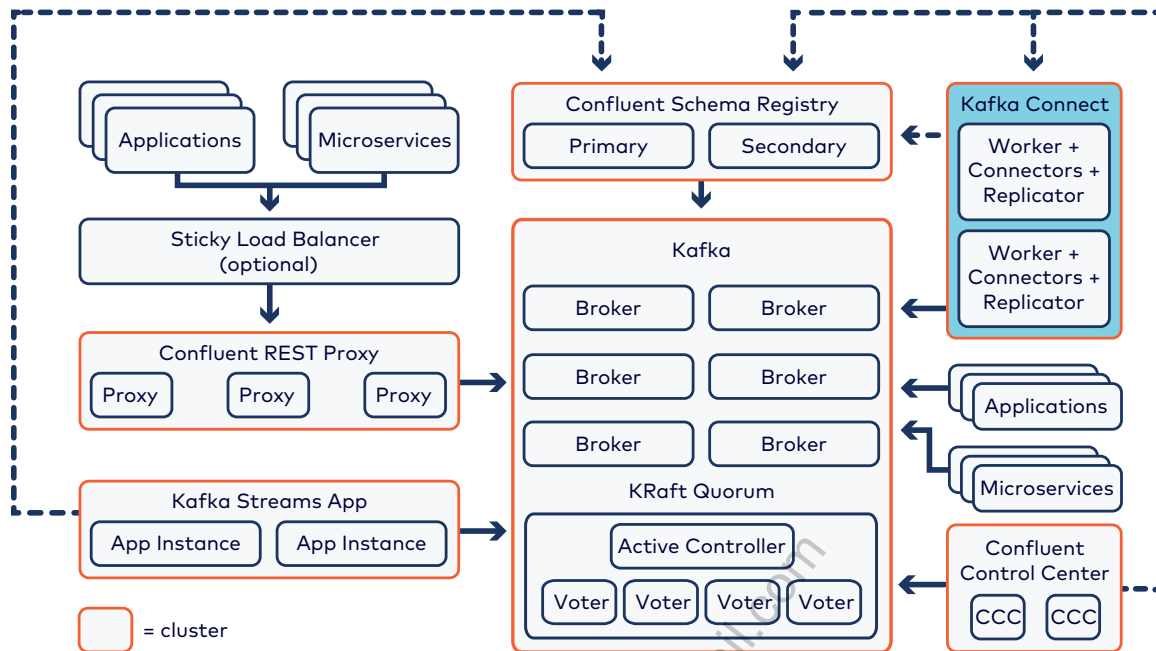 Applications
Microservices
Sticky Load Balancer
(optional)
Confluent REST Proxy
Proxy
Proxy
Proxy
Kafka Streams App
App Instance
App Instance
= cluster
Confluent Schema Registry
Primary
Secondary
Kafka
Broker
Broker
Broker
Broker
Broker
Broker
KRaft Quorum
Active Controller
Voter
Voter
Voter
Voter
Kafka Connect
Worker +
Connectors +
Replicator
Worker +
Connectors +
Replicator
Applications
Microservices
Confluent
Control Center
CCC
CCC